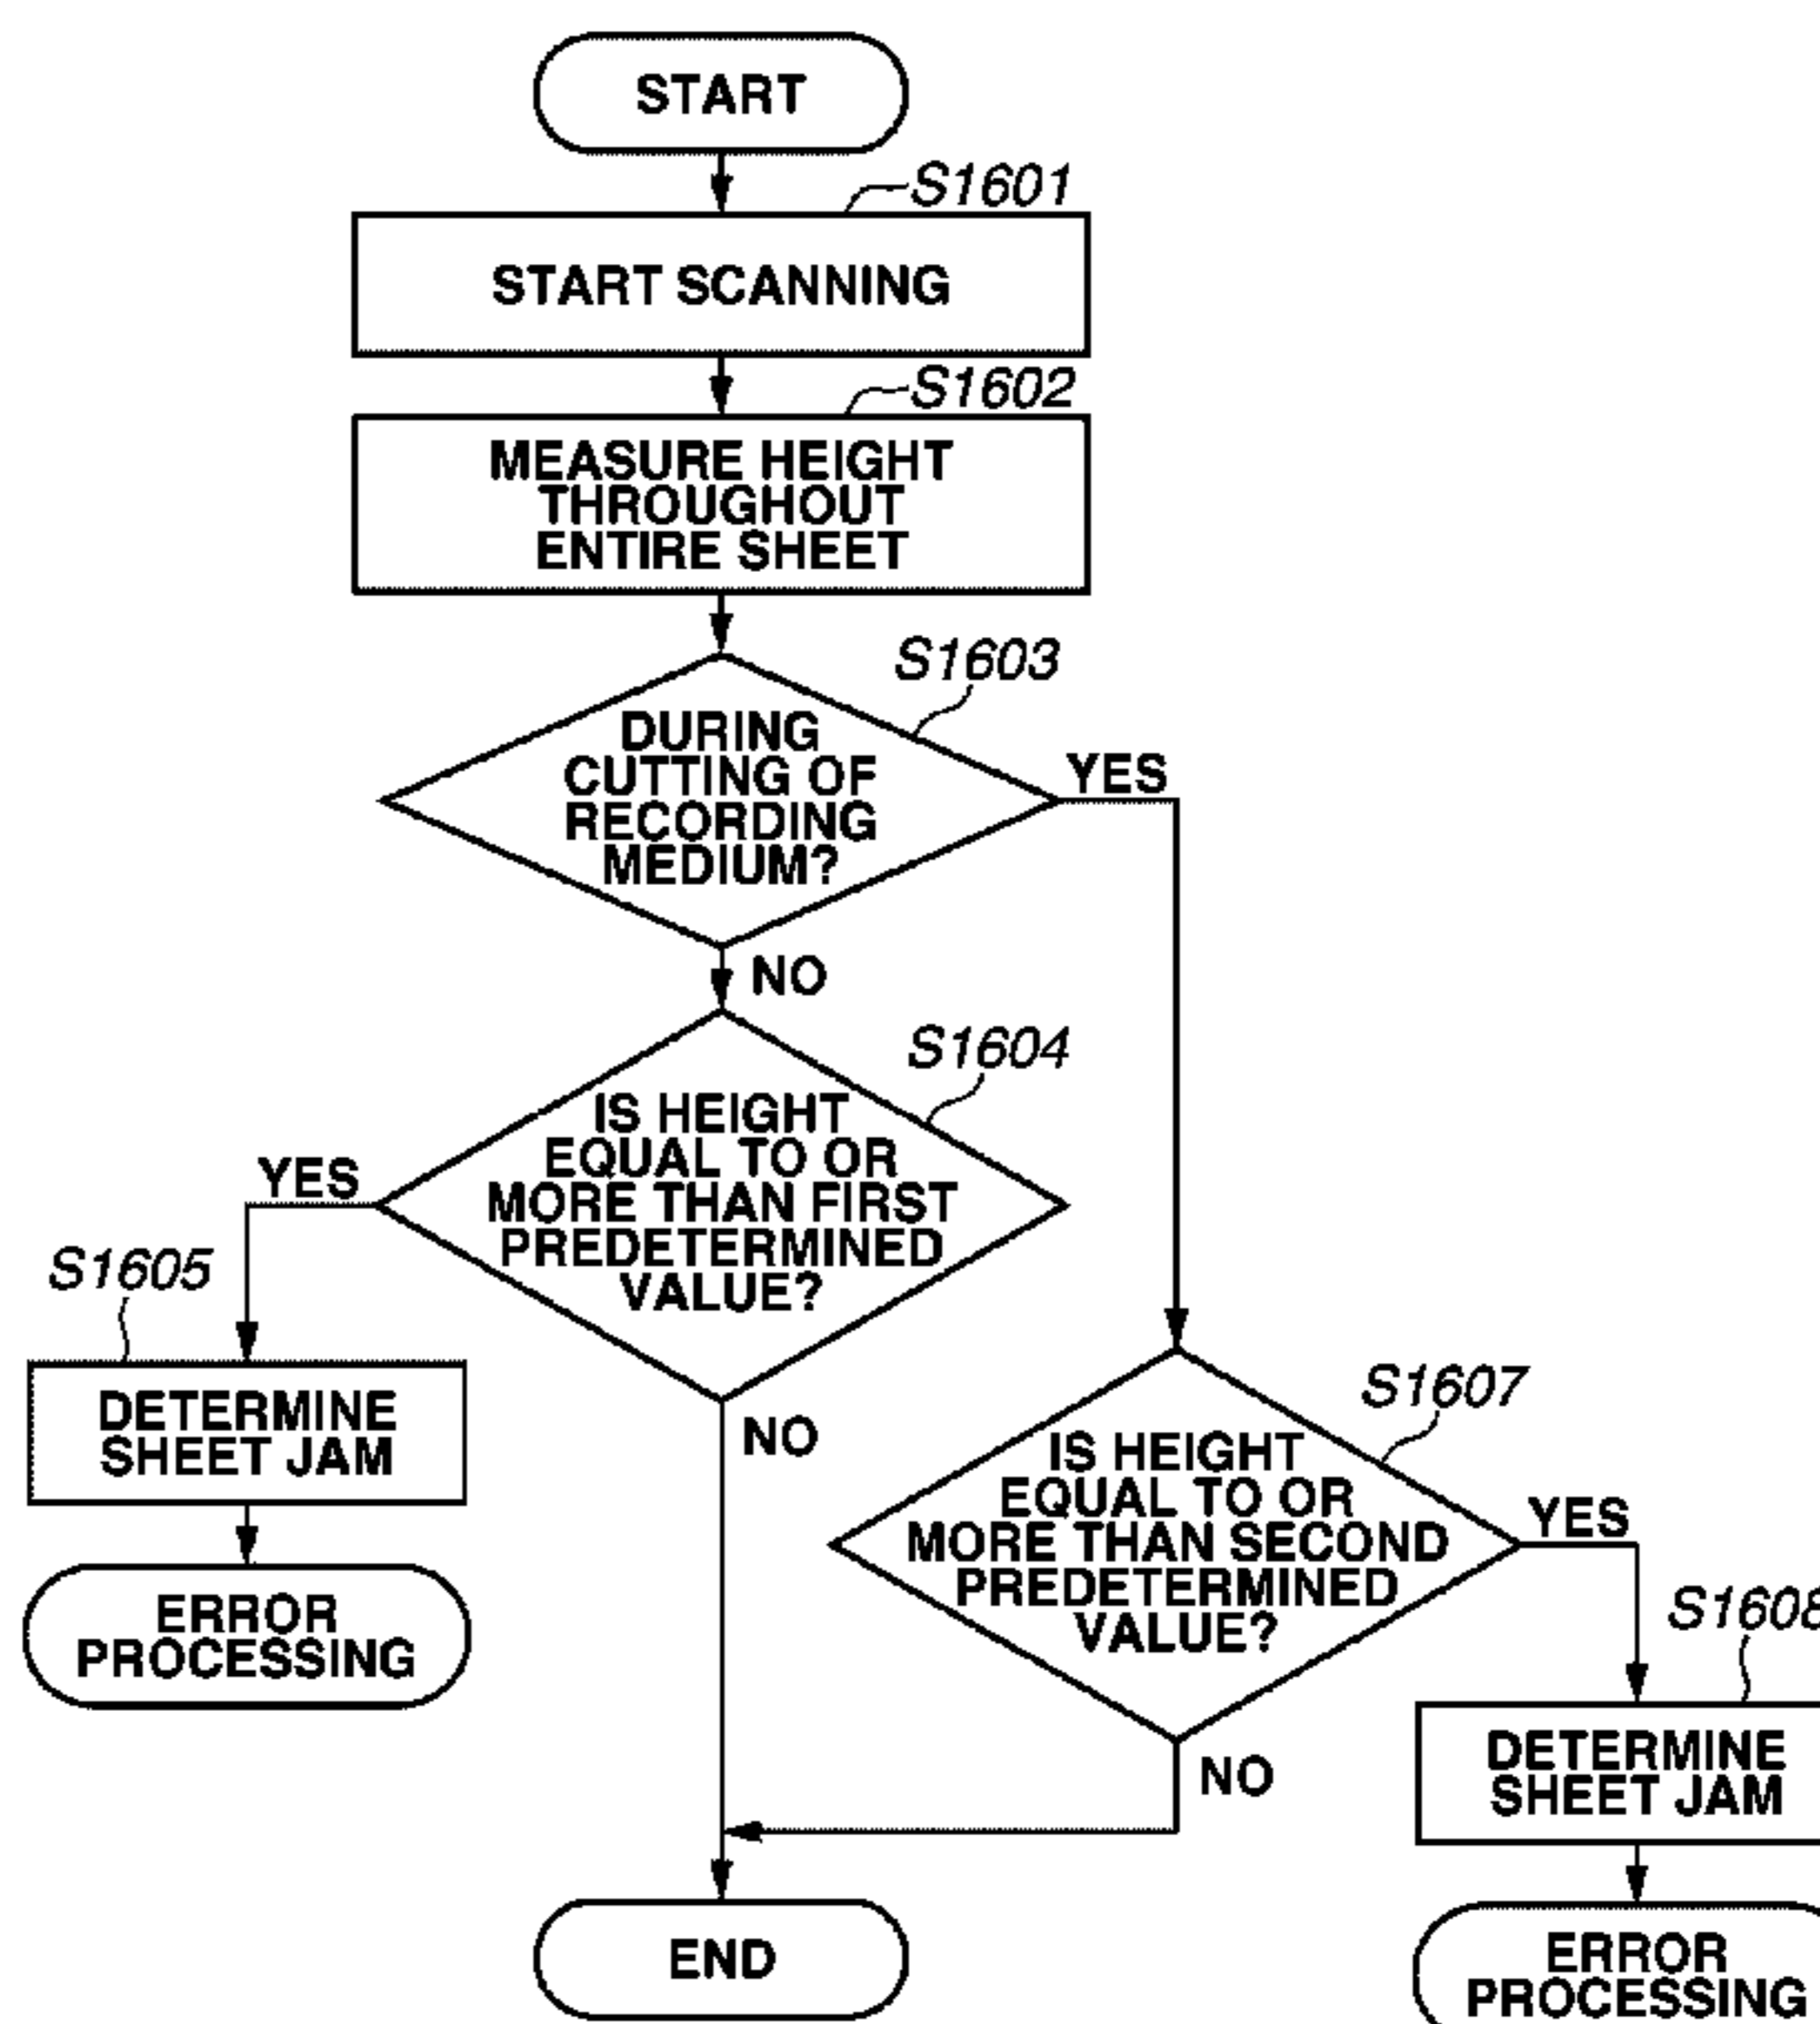 START
S1601
START SCANNING
S1602
MEASURE HEIGHT
THROUGHOUT
ENTIRE SHEET
S1603
DURING
CUTTING OF
RECORDING
MEDIUM?
YES
NO
S1604
IS HEIGHT
EQUAL TO OR
MORE THAN FIRST
PREDETERMINED
VALUE?
YES
S1605
DETERMINE
SHEET JAM
ERROR
PROCESSING
NO
S1607
IS HEIGHT
EQUAL TO OR
MORE THAN SECOND
PREDETERMINED
VALUE?
YES
S1608
DETERMINE
SHEET JAM
NO
END
ERROR
PROCESSING